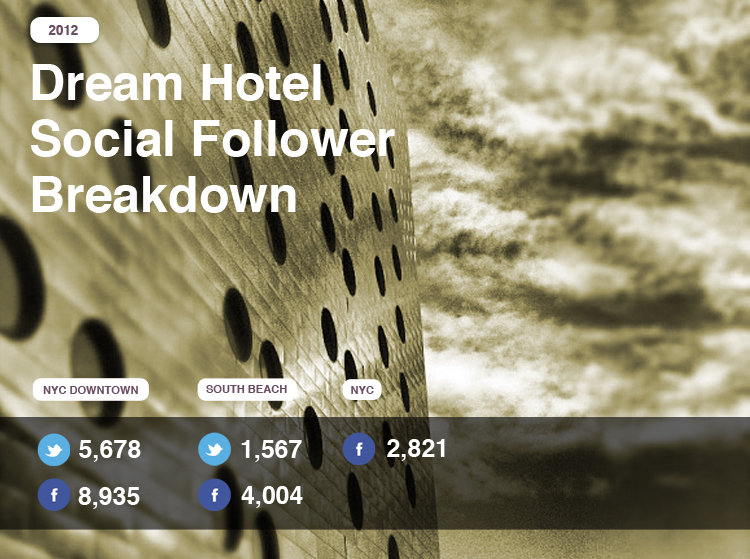 2012
Dream Hotel
Social Follower
Breakdown
NYC DOWNTOWN
SOUTH BEACH
NYC
5,678
1,567
2,821
8,935
4,004